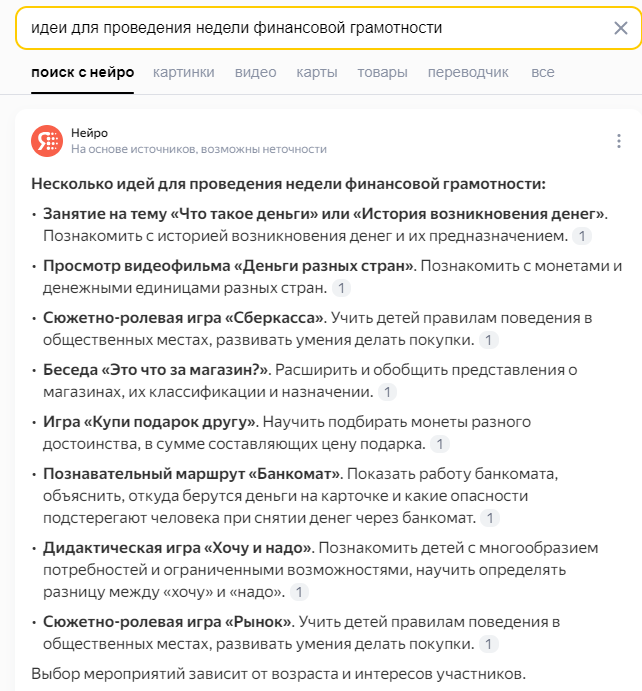 идеи для проведения недели финансовой грамотности
поиск с нейро картинки видео карты товары переводчик все
Нейро
На основе источников, возможны неточности
Несколько идей для проведения недели финансовой грамотности:
• Занятие на тему «Что такое деньги» или «История возникновения денег».
Познакомить с историей возникновения денег и их предназначением. 1
• Просмотр видеофильма «Деньги разных стран». Познакомить с монетами и
денежными единицами разных стран. 1
• Сюжетно-ролевая игра «Сберкасса». Учить детей правилам поведения в
общественных местах, развивать умения делать покупки. 1
• Беседа «Это что за магазин?». Расширить и обобщить представления о
магазинах, их классификации и назначении. 1
• Игра «Купи подарок другу». Научить подбирать монеты разного
достоинства, в сумме составляющих цену подарка. 1
• Познавательный маршрут «Банкомат». Показать работу банкомата,
объяснить, откуда берутся деньги на карточке и какие опасности
подстерегают человека при снятии денег через банкомат. 1
• Дидактическая игра «Хочу и надо». Познакомить детей с многообразием
потребностей и ограниченными возможностями, научить определять
разницу между «хочу» и «надо». 1
• Сюжетно-ролевая игра «Рынок». Учить детей правилам поведения в
общественных местах, развивать умения делать покупки. 1
Выбор мероприятий зависит от возраста и интересов участников.